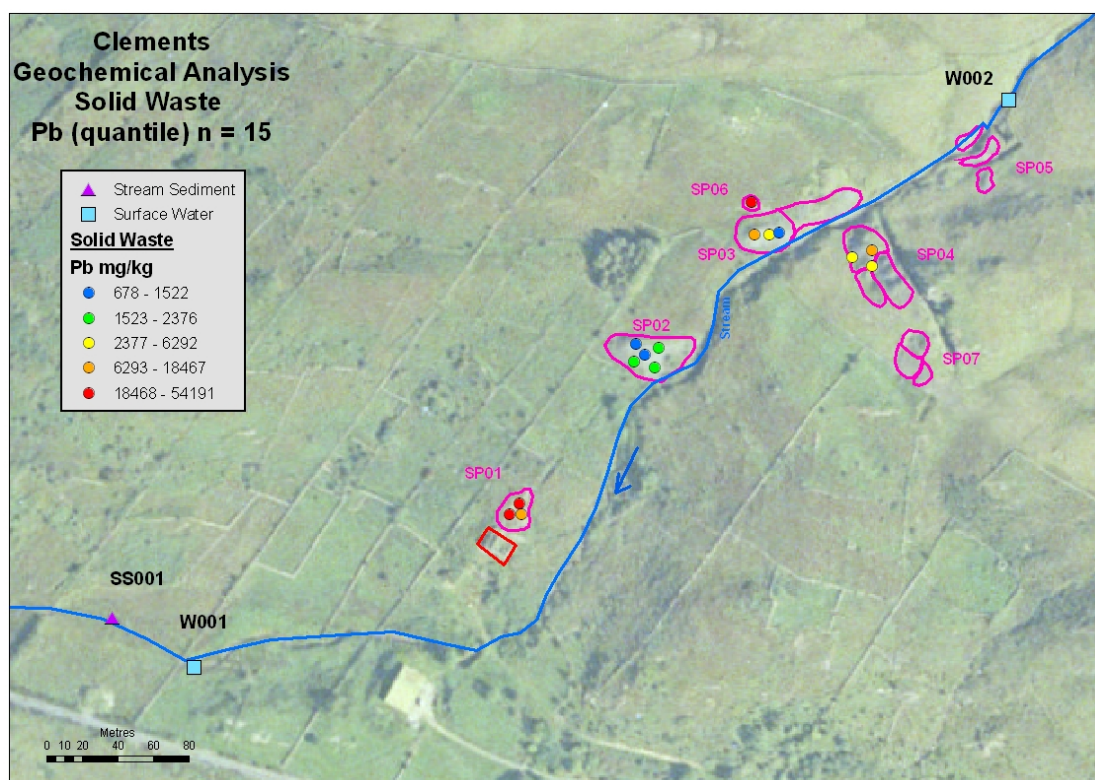 Clements
Geochemical Analysis
Solid Waste
Pb (quantile) n = 15
Stream Sediment
Surface Water
Solid Waste
Pb mg/kg
678 - 1522
1523 - 2376
2377 - 6292
6293 - 18467
18468 - 54191
W002
SP05
SP06
SP03
SP04
SP02
Stream
SP07
SP01
SS001
W001
Metres
0 10 20 40 60 80